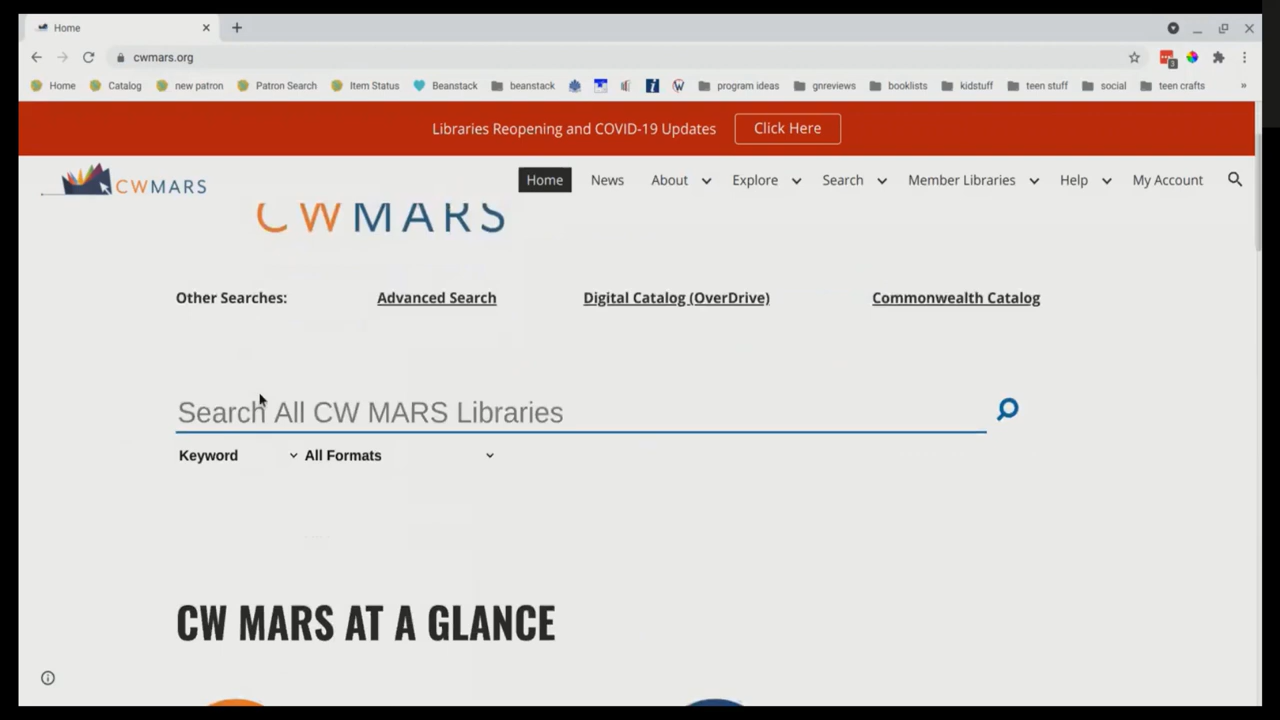 Home
cwmars.org
3
Home Catalog new patron Patron Search Item Status Beanstack beanstack program ideas gnreviews booklists kidstuff teen stuff social teen crafts »
Libraries Reopening and COVID-19 Updates Click Here
CWMARS Home News About Explore Search Member Libraries Help My Account
CWMARS
Other Searches: Advanced Search Digital Catalog (OverDrive) Commonwealth Catalog
Search All CW MARS Libraries
Keyword All Formats
CW MARS AT A GLANCE